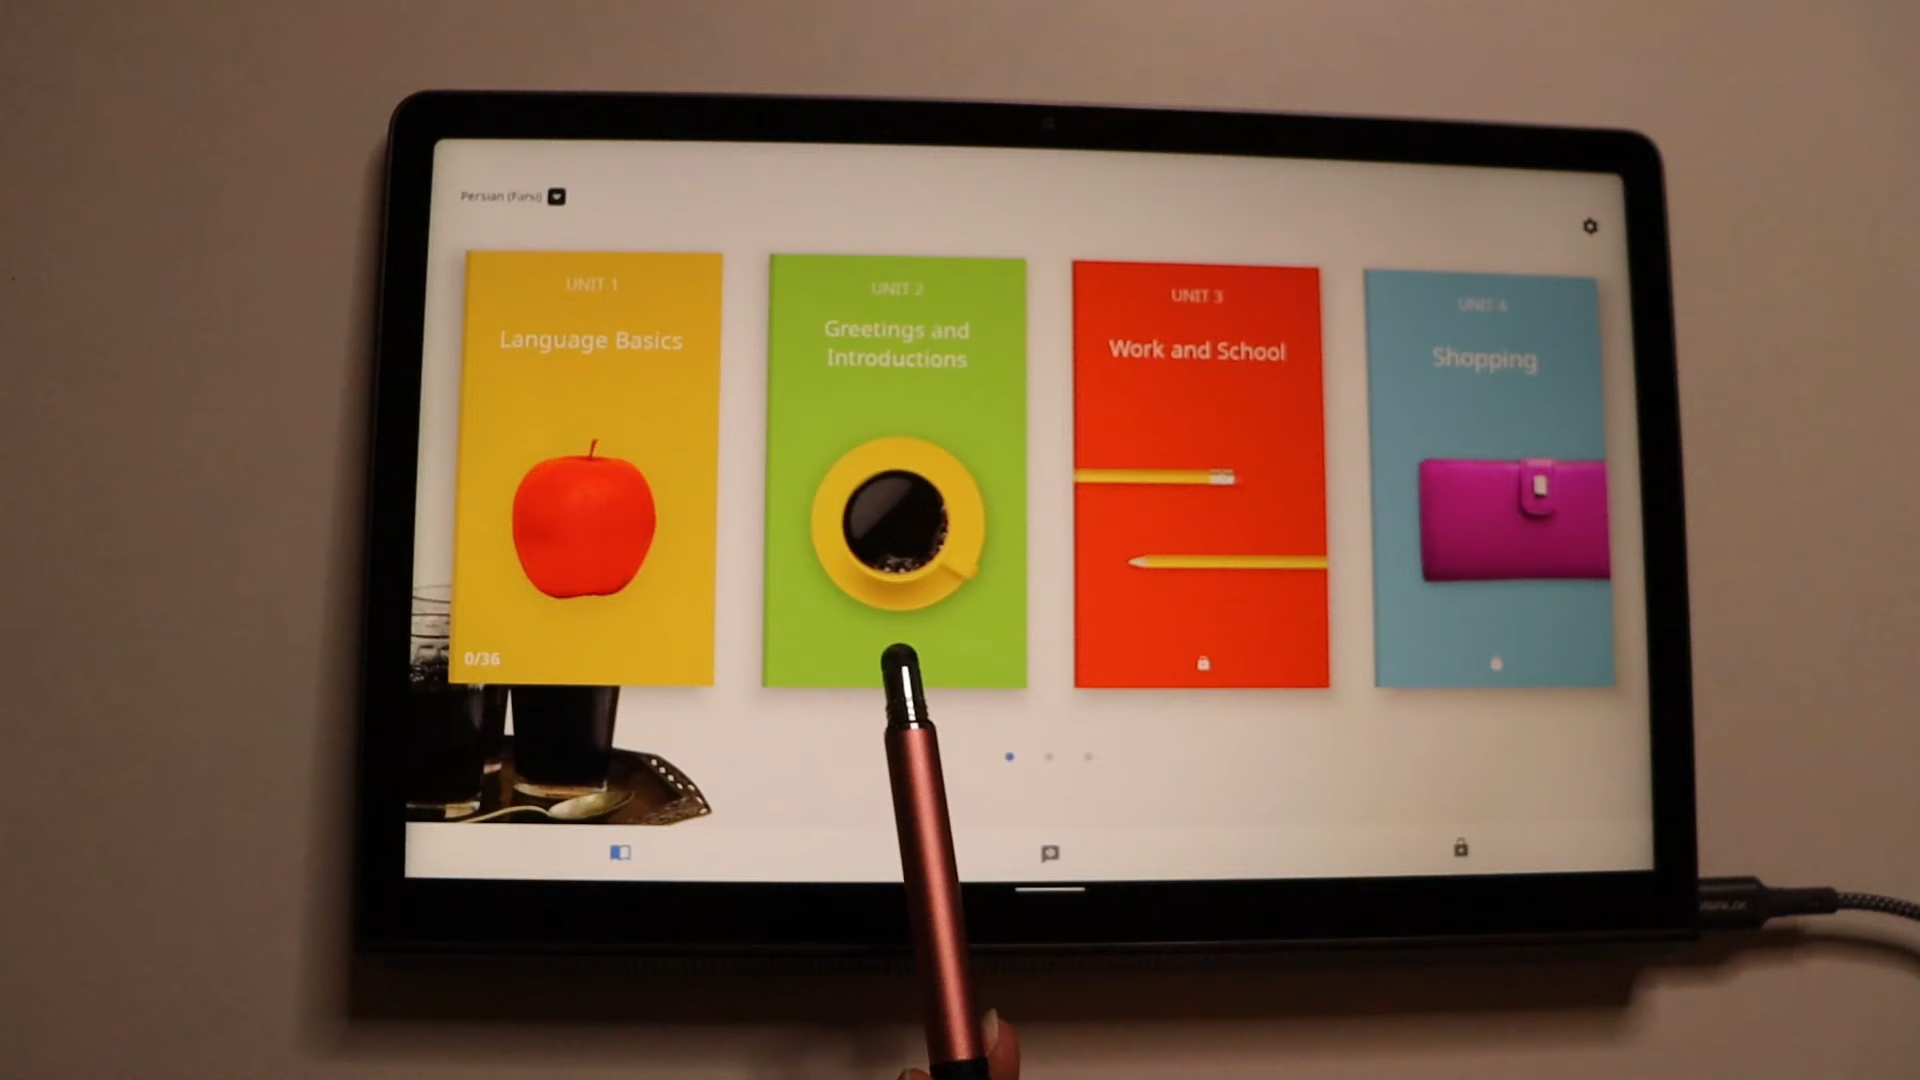 Persian (Farsi)
UNIT 1
Language Basics
0/36
UNIT 2
Greetings and
Introductions
UNIT 3
Work and School
UNIT 4
Shopping